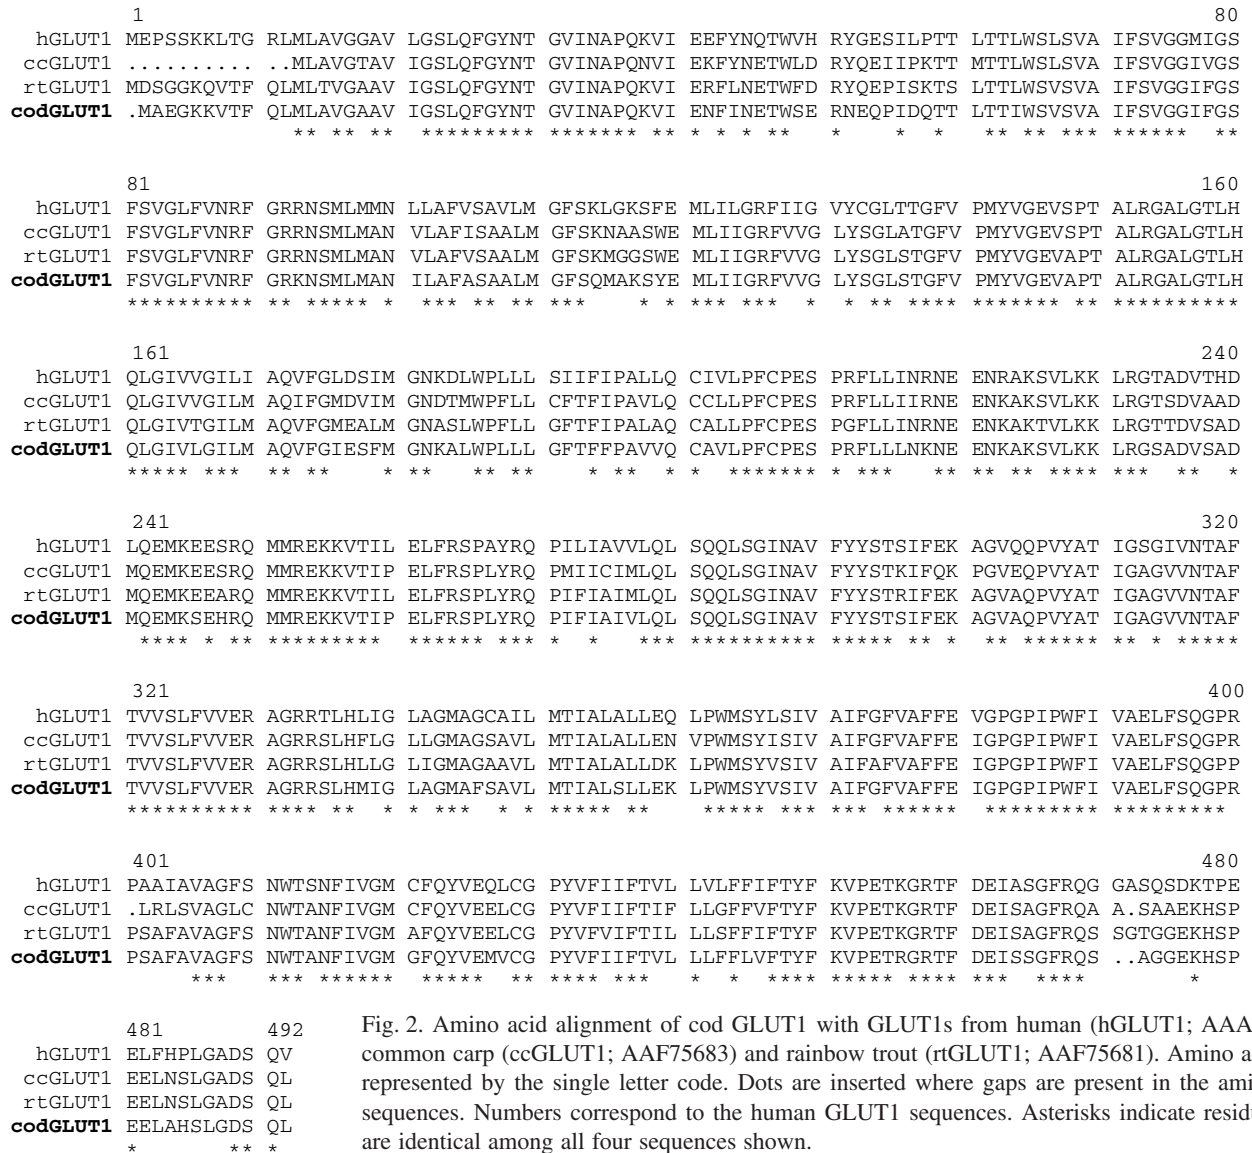 1 80
hGLUT1 MEPSSKKLTG RLMLAVGGAV LGSLQFGYNT GVINAPQKVI EEFYNQTWVH RYGESILPTT LTTLWSLSVA IFSVGGMIGS
ccGLUT1 .......... ..MLAVGTAV IGSLQFGYNT GVINAPQNVI EKFYNETWLD RYQEIIPKTT MTTLWSLSVA IFSVGGIVGS
rtGLUT1 MDSGGKQVTF QLMLTVGAAV IGSLQFGYNT GVINAPQKVI ERFLNETWFD RYQEPISKTS LTTLWSVSVA IFSVGGIFGS
codGLUT1 .MAEGKKVTF QLMLAVGAAV IGSLQFGYNT GVINAPQKVI ENFINETWSE RNEQPIDQTT LTTIWSVSVA IFSVGGIFGS
** ** ** ********* ******* ** * * ** * * * ** ** *** ****** **
81 160
hGLUT1 FSVGLFVNRF GRRNSMLMMN LLAFVSAVLM GFSKLGKSFE MLILGRFIIG VYCGLTTGFV PMYVGEVSPT ALRGALGTLH
ccGLUT1 FSVGLFVNRF GRRNSMLMAN VLAFISAALM GFSKNAASWE MLIIGRFVVG LYSGLATGFV PMYVGEVSPT ALRGALGTLH
rtGLUT1 FSVGLFVNRF GRRNSMLMAN VLAFVSAALM GFSKMGGSWE MLIIGRFVVG LYSGLSTGFV PMYVGEVAPT ALRGALGTLH
codGLUT1 FSVGLFVNRF GRKNSMLMAN ILAFASAALM GFSQMAKSYE MLIIGRFVVG LYSGLSTGFV PMYVGEVAPT ALRGALGTLH
********** ** ***** * *** ** ** *** * * *** *** * * ** **** ******* ** **********
161 240
hGLUT1 QLGIVVGILI AQVFGLDSIM GNKDLWPLLL SIIFIPALLQ CIVLPFCPES PRFLLINRNE ENRAKSVLKK LRGTADVTHD
ccGLUT1 QLGIVVGILM AQIFGMDVIM GNDTMWPFLL CFTFIPAVLQ CCLLPFCPES PRFLLIIRNE ENKAKSVLKK LRGTSDVAAD
rtGLUT1 QLGIVTGILM AQVFGMEALM GNASLWPFLL GFTFIPALAQ CALLPFCPES PGFLLINRNE ENKAKTVLKK LRGTTDVSAD
codGLUT1 QLGIVLGILM AQVFGIESFM GNKALWPLLL GFTFFPAVVQ CAVLPFCPES PRFLLLNKNE ENKAKSVLKK LRGSADVSAD
***** *** ** ** * ** ** ** * ** * * ******* * *** ** ** ** **** *** ** *
241 320
hGLUT1 LQEMKEESRQ MMREKKVTIL ELFRSPAYRQ PILIAVVLQL SQQLSGINAV FYYSTSIFEK AGVQQPVYAT IGSGIVNTAF
ccGLUT1 MQEMKEESRQ MMREKKVTIP ELFRSPLYRQ PMIICIMLQL SQQLSGINAV FYYSTKIFQK PGVEQPVYAT IGAGVVNTAF
rtGLUT1 MQEMKEEARQ MMREKKVTIL ELFRSPLYRQ PIFIAIMLQL SQQLSGINAV FYYSTRIFEK AGVAQPVYAT IGAGVVNTAF
codGLUT1 MQEMKSEHRQ MMREKKVTIP ELFRSPLYRQ PIFIAIVLQL SQQLSGINAV FYYSTSIFEK AGVAQPVYAT IGAGVVNTAF
**** * ** ********* ****** *** * * *** ********** ***** ** * ** ****** ** * *****
321 400
hGLUT1 TVVSLFVVER AGRRTLHLIG LAGMAGCAIL MTIALALLEQ LPWMSYLSIV AIFGFVAFFE VGPGPIPWFI VAELFSQGPR
ccGLUT1 TVVSLFVVER AGRRSLHFLG LLGMAGSAVL MTIALALLEN VPWMSYISIV AIFGFVAFFE IGPGPIPWFI VAELFSQGPR
rtGLUT1 TVVSLFVVER AGRRSLHLLG LIGMAGAAVL MTIALALLDK LPWMSYVSIV AIFAFVAFFE IGPGPIPWFI VAELFSQGPP
codGLUT1 TVVSLFVVER AGRRSLHMIG LAGMAFSAVL MTIALSLLEK LPWMSYVSIV AIFGFVAFFE IGPGPIPWFI VAELFSQGPR
********** **** ** * * *** * * ***** ** ***** *** *** ****** ********* *********
401 480
hGLUT1 PAAIAVAGFS NWTSNFIVGM CFQYVEQLCG PYVFIIFTVL LVLFFIFTYF KVPETKGRTF DEIASGFRQG GASQSDKTPE
ccGLUT1 .LRLSVAGLC NWTANFIVGM CFQYVEELCG PYVFIIFTIF LLGFFVFTYF KVPETKGRTF DEISAGFRQA A.SAAEKHSP
rtGLUT1 PSAFAVAGFS NWTANFIVGM AFQYVEELCG PYVFVIFTIL LLSFFIFTYF KVPETKGRTF DEISAGFRQS SGTGGEKHSP
codGLUT1 PSAFAVAGFS NWTANFIVGM GFQYVEMVCG PYVFIIFTVL LLFFLVFTYF KVPETRGRTF DEISSGFRQS ..AGGEKHSP
*** *** ****** ***** ** **** *** * * **** ***** **** *** **** *
481 492
hGLUT1 ELFHPLGADS QV
ccGLUT1 EELNSLGADS QL
rtGLUT1 EELNSLGADS QL
codGLUT1 EELAHSLGDS QL
* ** *
Fig. 2. Amino acid alignment of cod GLUT1 with GLUT1s from human (hGLUT1; AAA
common carp (ccGLUT1; AAF75683) and rainbow trout (rtGLUT1; AAF75681). Amino a
represented by the single letter code. Dots are inserted where gaps are present in the ami
sequences. Numbers correspond to the human GLUT1 sequences. Asterisks indicate resid
are identical among all four sequences shown.